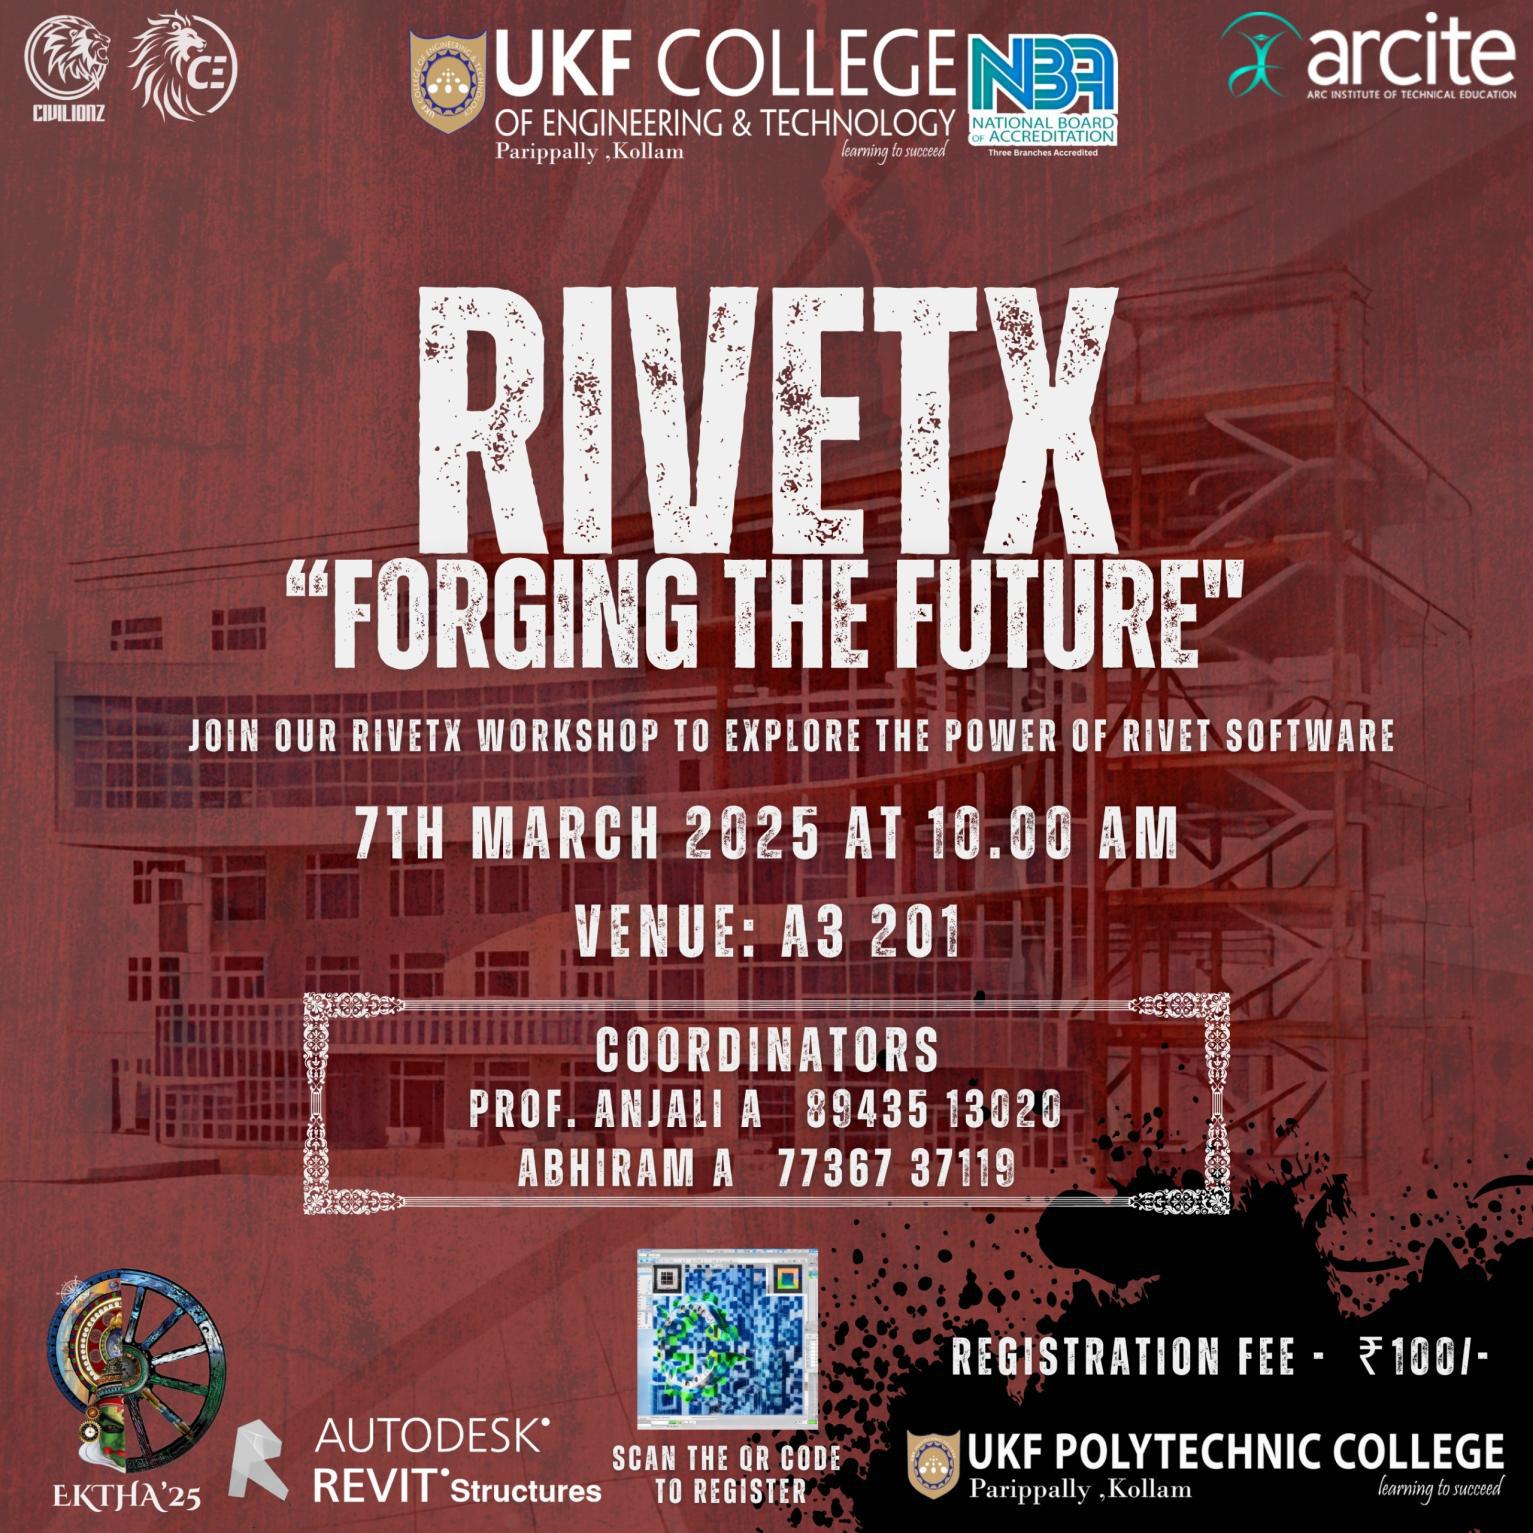 CIVILIONZ
CE
UKF COLLEGE
OF ENGINEERING & TECHNOLOGY
Parippally ,Kollam
learning to succeed
NBA
NATIONAL BOARD
OF ACCREDITATION
Three Branches Accredited
arcite
ARC INSTITUTE OF TECHNICAL EDUCATION
RIVETX
“FORGING THE FUTURE"
JOIN OUR RIVETX WORKSHOP TO EXPLORE THE POWER OF RIVET SOFTWARE
7TH MARCH 2025 AT 10.00 AM
VENUE: A3 201
COORDINATORS
PROF. ANJALI A 89435 13020
ABHIRAM A 77367 37119
EKTHA’25
AUTODESK
REVIT Structures
SCAN THE QR CODE
TO REGISTER
REGISTRATION FEE - ₹100/-
UKF POLYTECHNIC COLLEGE
Parippally ,Kollam
learning to succeed